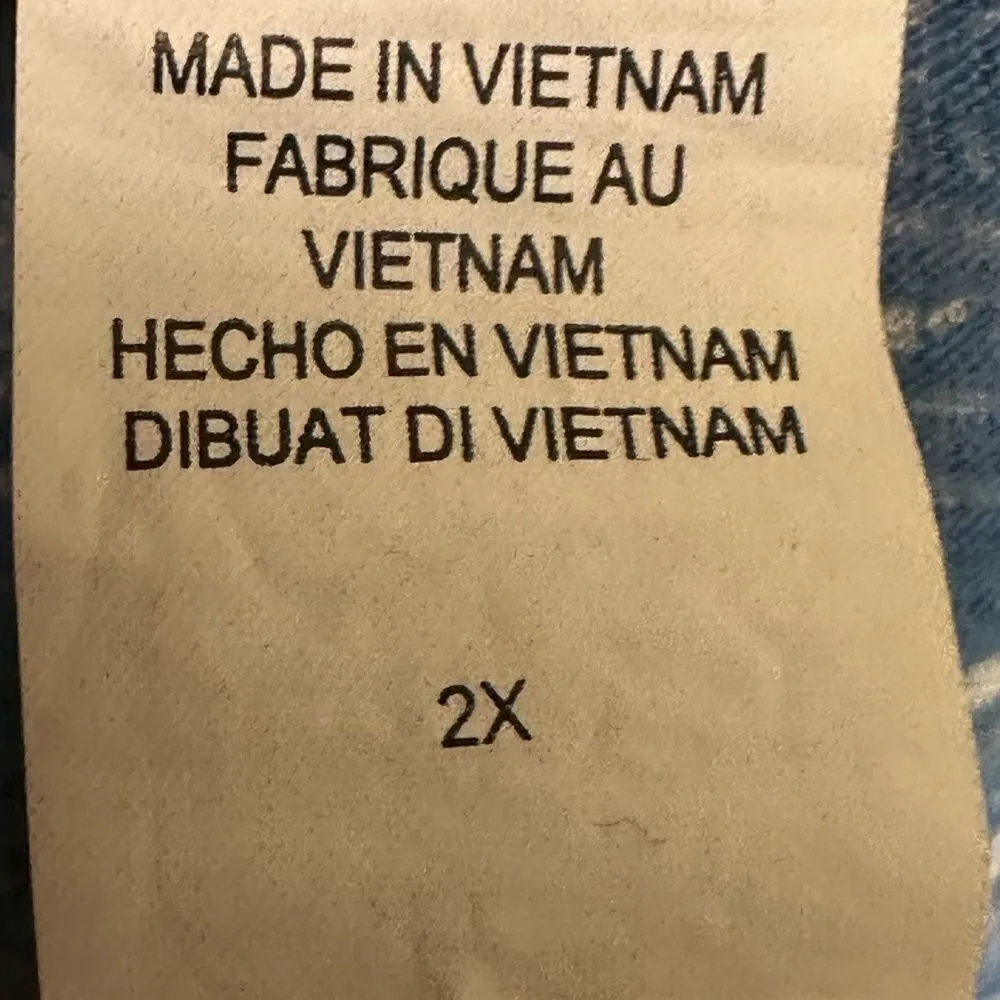 MADE IN VIETNAM
FABRIQUE AU
VIETNAM
HECHO EN VIETNAM
DIBUAT DI VIETNAM
2X